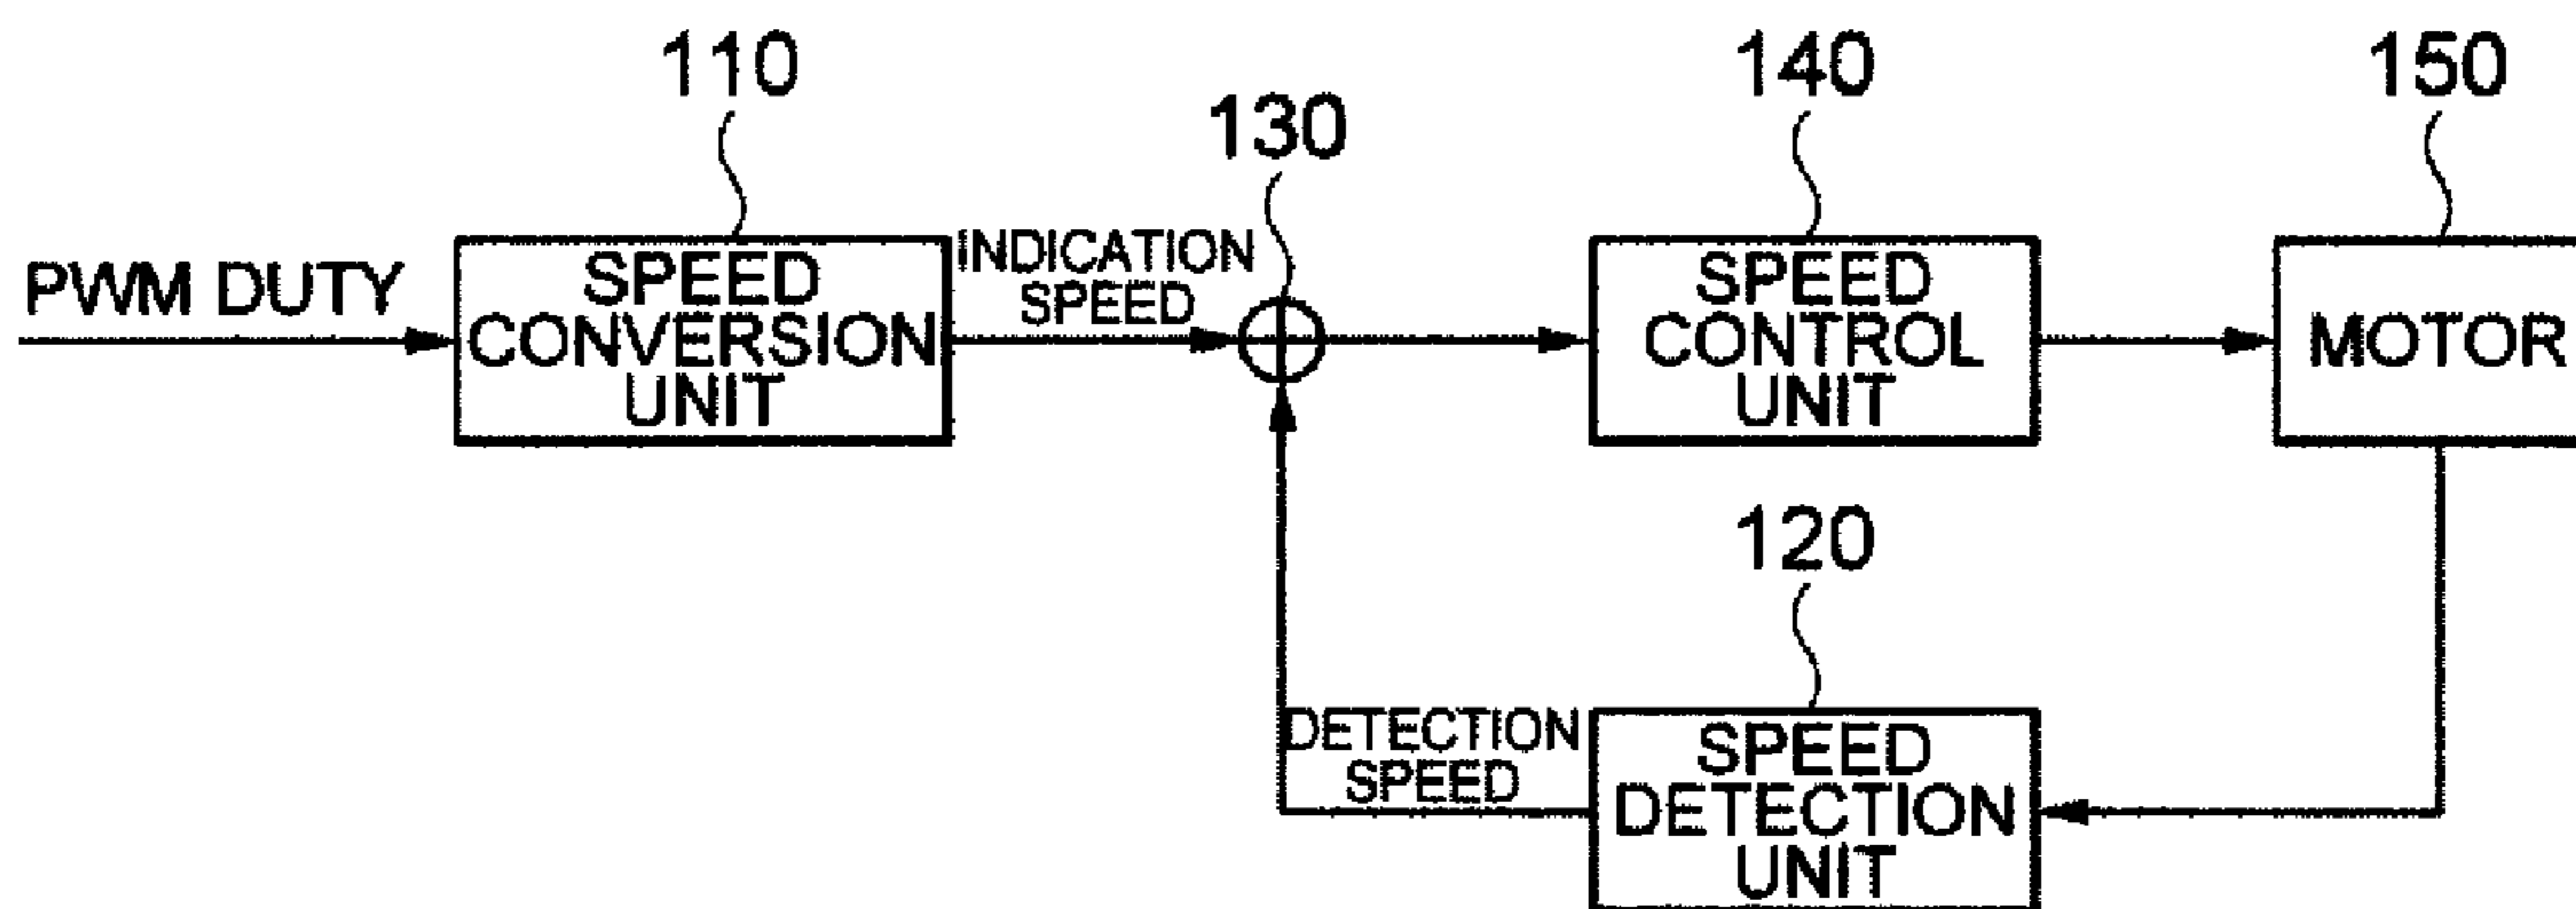 110
140
150
130
PWM DUTY
SPEED
CONVERSION
UNIT
INDICATION
SPEED
SPEED
CONTROL
UNIT
MOTOR
120
DETECTION
SPEED
SPEED
DETECTION
UNIT